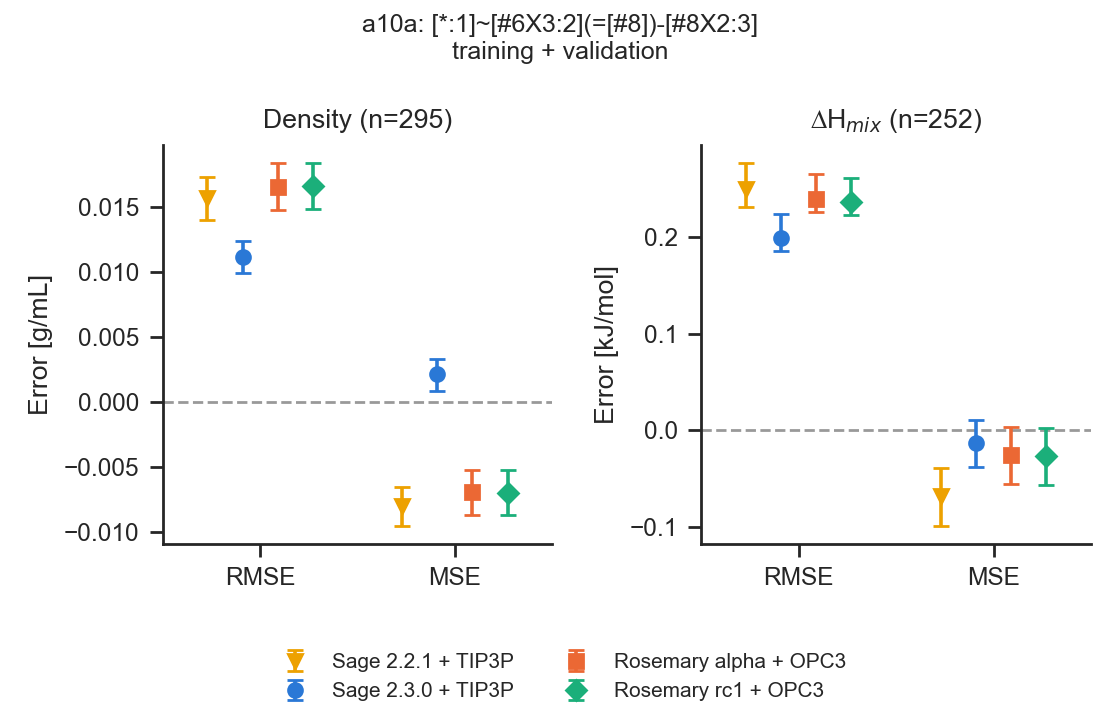 a10a: [*:1]~[#6X3:2](=[#8])-[#8X2:3]
training + validation
Density (n=295)
Error [g/mL]
0.015
0.010
0.005
0.000
−0.005
−0.010
RMSE
MSE
ΔHmix (n=252)
Error [kJ/mol]
0.2
0.1
0.0
−0.1
RMSE
MSE
Sage 2.2.1 + TIP3P
Sage 2.3.0 + TIP3P
Rosemary alpha + OPC3
Rosemary rc1 + OPC3